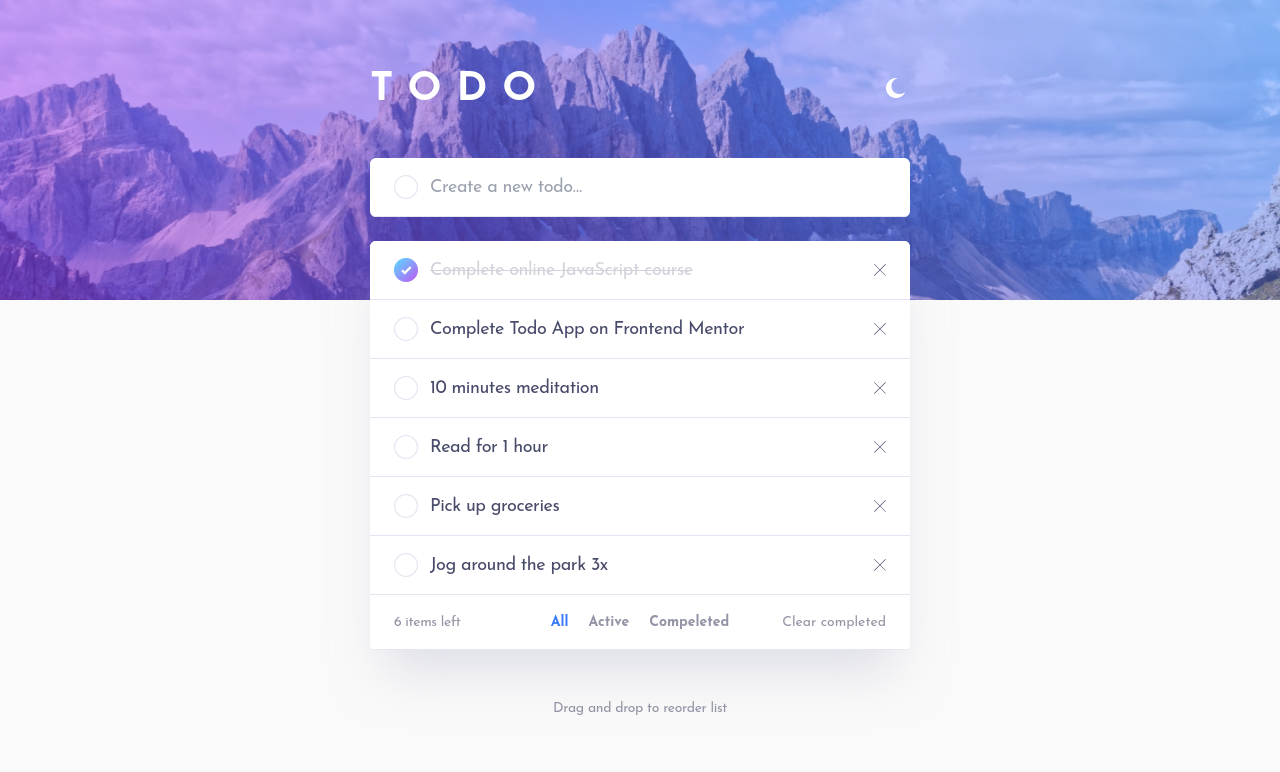 TODO
Create a new todo...
Complete online JavaScript course
Complete Todo App on Frontend Mentor
10 minutes meditation
Read for 1 hour
Pick up groceries
Jog around the park 3x
6 items left All Active Compeleted Clear completed
Drag and drop to reorder list